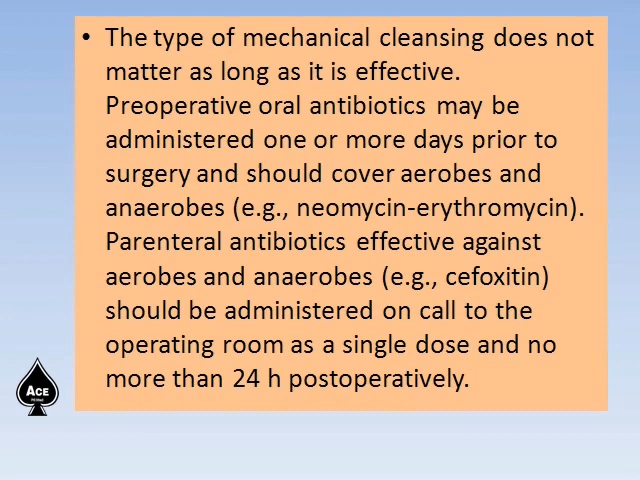 • The type of mechanical cleansing does not
matter as long as it is effective.
Preoperative oral antibiotics may be
administered one or more days prior to
surgery and should cover aerobes and
anaerobes (e.g., neomycin-erythromycin).
Parenteral antibiotics effective against
aerobes and anaerobes (e.g., cefoxitin)
should be administered on call to the
operating room as a single dose and no
more than 24 h postoperatively.
ACE